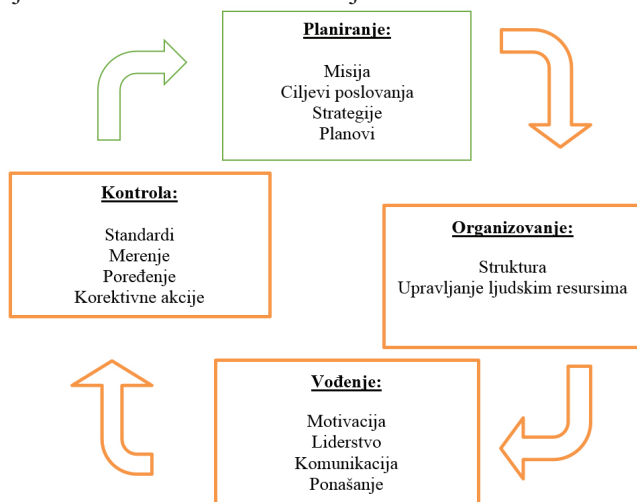 Planiranje:
Misija
Ciljevi poslovanja
Strategije
Planovi
Organizovanje:
Struktura
Upravljanje ljudskim resursima
Vođenje:
Motivacija
Liderstvo
Komunikacija
Ponašanje
Kontrola:
Standardi
Merenje
Poređenje
Korektivne akcije